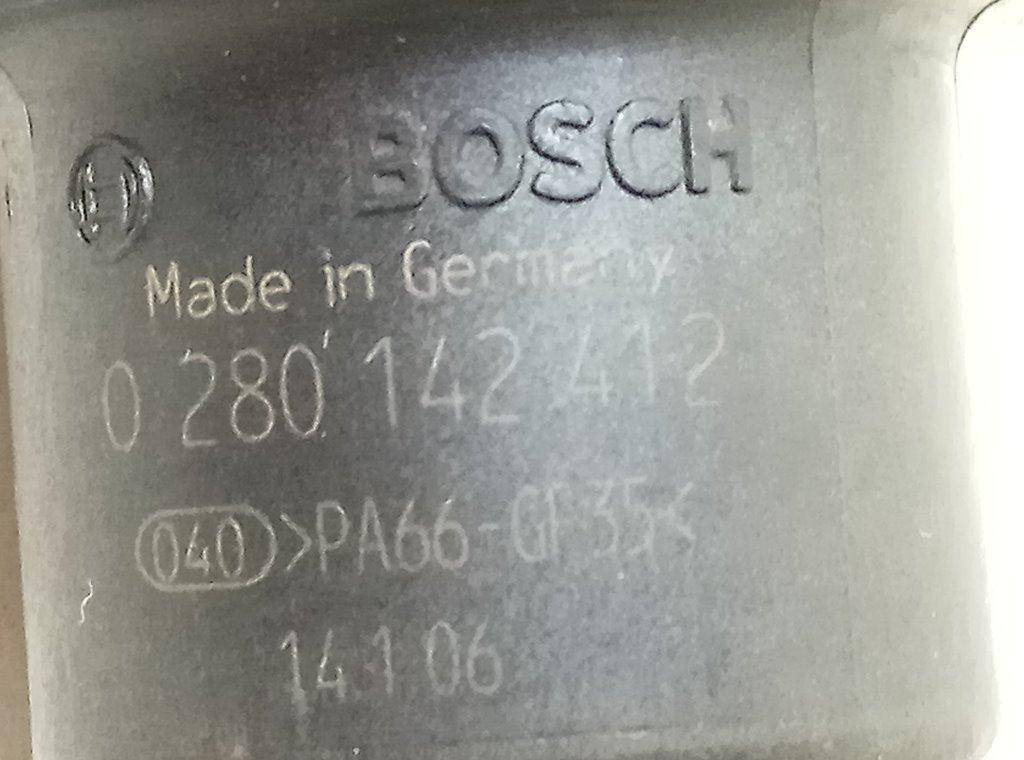 BOSCH
Made in Germany
0 280 142 412
040 >PA66-GF35<
14 1 06